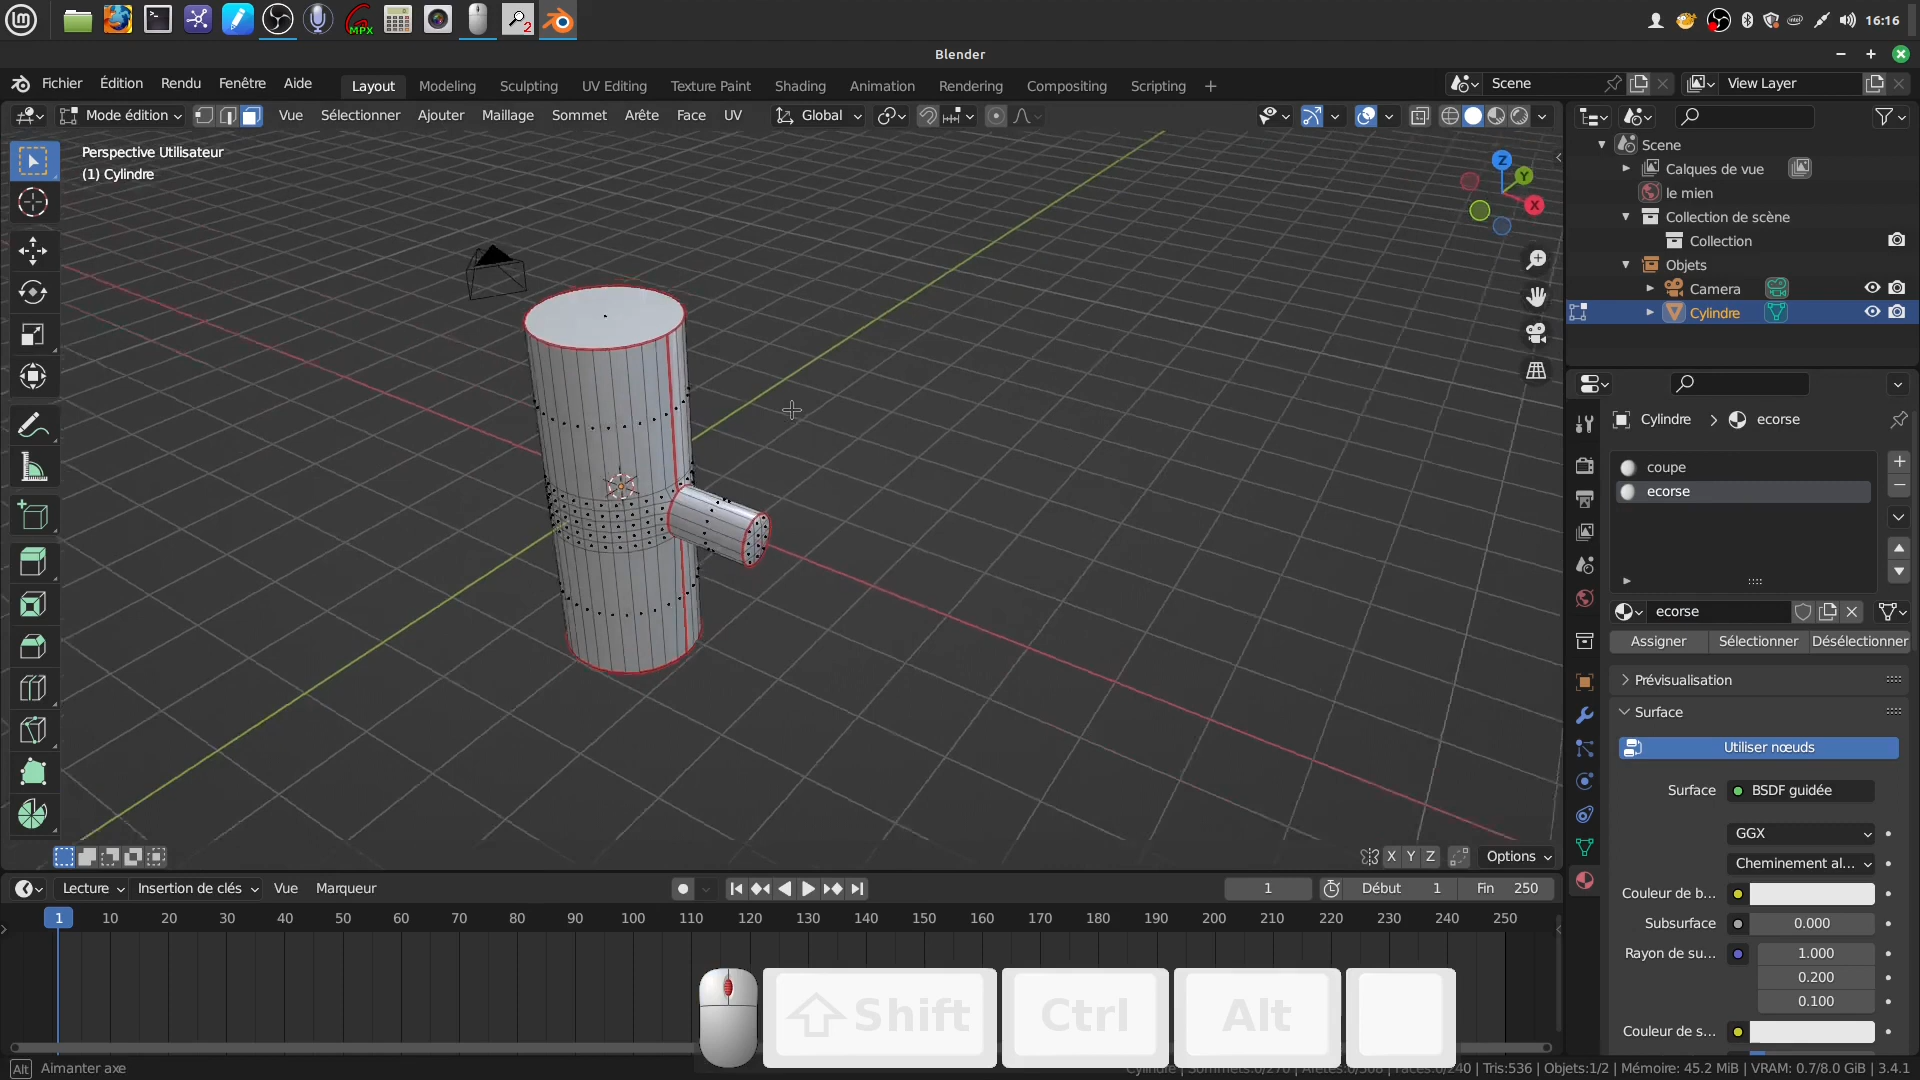 MPX
2
16:16
Blender
Fichier Édition Rendu Fenêtre Aide
Layout Modeling Sculpting UV Editing Texture Paint Shading Animation Rendering Compositing Scripting +
Scene
View Layer
Mode édition Vue Sélectionner Ajouter Maillage Sommet Arête Face UV Global
Perspective Utilisateur
(1) Cylindre
Z
Y
X
Scene
Calques de vue
le mien
Collection de scène
Collection
Objets
Camera
Cylindre
Cylindre > ecorse
coupe
ecorse
ecorse
Assigner Sélectionner Désélectionner
Prévisualisation
Surface
Utiliser nœuds
Surface BSDF guidée
GGX
Cheminement al...
Couleur de b...
Subsurface 0.000
Rayon de su... 1.000
0.200
0.100
Couleur de s...
X Y Z Options
Lecture Insertion de clés Vue Marqueur
1 Début 1 Fin 250
1 10 20 30 40 50 60 70 80 90 100 110 120 130 140 150 160 170 180 190 200 210 220 230 240 250
Shift Ctrl Alt
Alt Aimanter axe
Tris:536 | Objets:1/2 | Mémoire: 45.2 MiB | VRAM: 0.7/8.0 GiB | 3.4.1